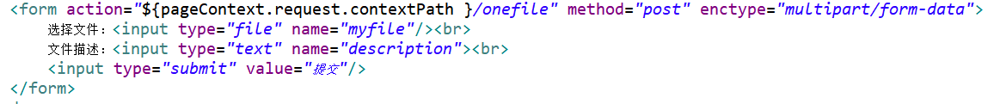 <form action="${pageContext.request.contextPath }/onefile" method="post" enctype="multipart/form-data">
选择文件：<input type="file" name="myfile"/><br>
文件描述：<input type="text" name="description"><br>
<input type="submit" value="提交"/>
</form>